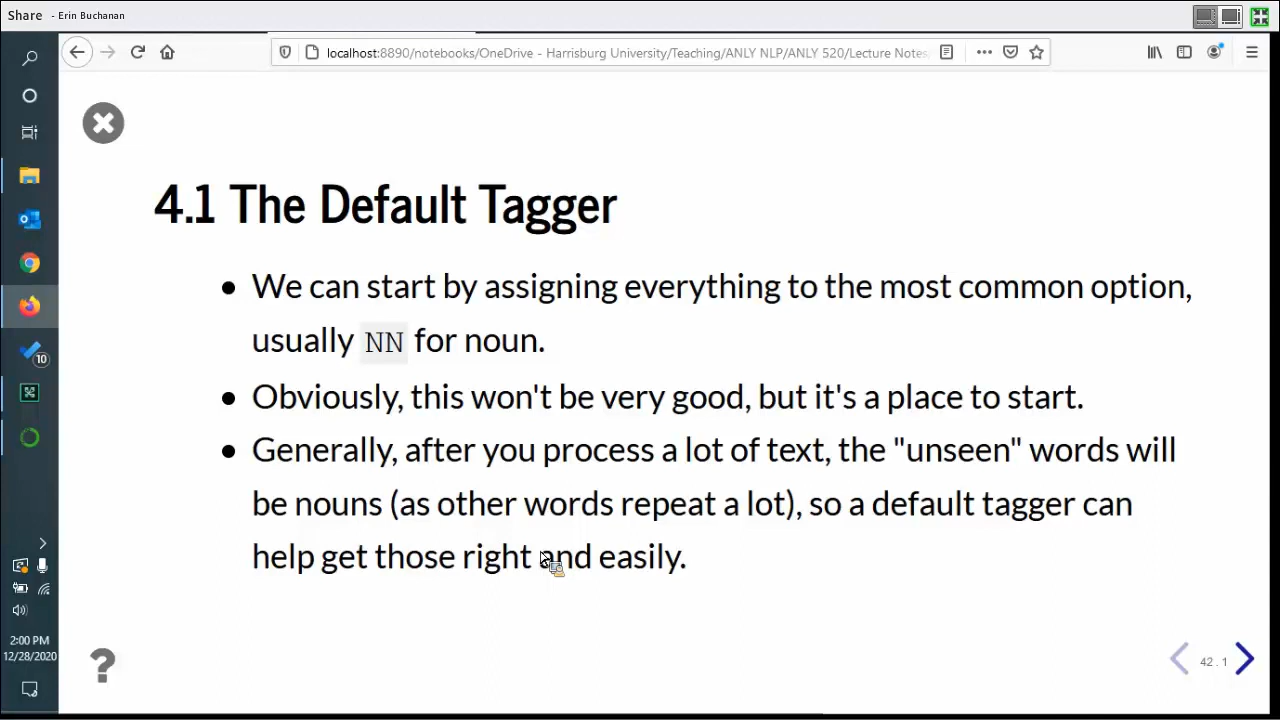 Share - Erin Buchanan
localhost:8890/notebooks/OneDrive - Harrisburg University/Teaching/ANLY NLP/ANLY 520/Lecture Notes
4.1 The Default Tagger
• We can start by assigning everything to the most common option,
usually NN for noun.
• Obviously, this won't be very good, but it's a place to start.
• Generally, after you process a lot of text, the "unseen" words will
be nouns (as other words repeat a lot), so a default tagger can
help get those right and easily.
10
2:00 PM
12/28/2020
?
42.1